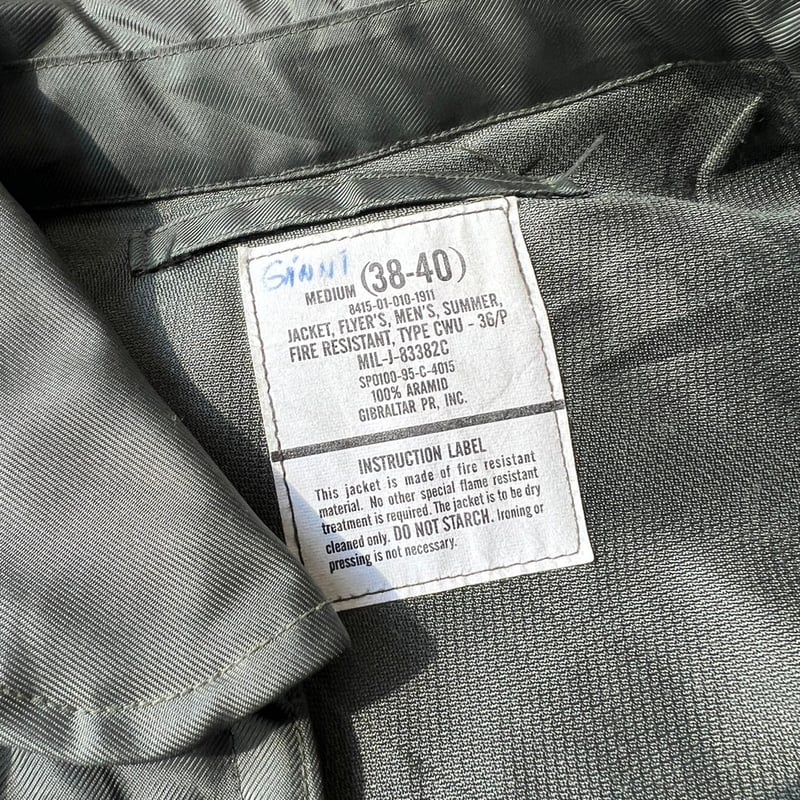 GiNNi
MEDIUM (38-40)
8415-01-010-1911
JACKET, FLYER'S, MEN'S, SUMMER,
FIRE RESISTANT, TYPE CWU - 36/P
MIL-J-83382C
SPO100-95-C-4015
100% ARAMID
GIBRALTAR PR, INC.
INSTRUCTION LABEL
This jacket is made of fire resistant
material. No other special flame resistant
treatment is required. The jacket is to be dry
cleaned only. DO NOT STARCH. Ironing or
pressing is not necessary.